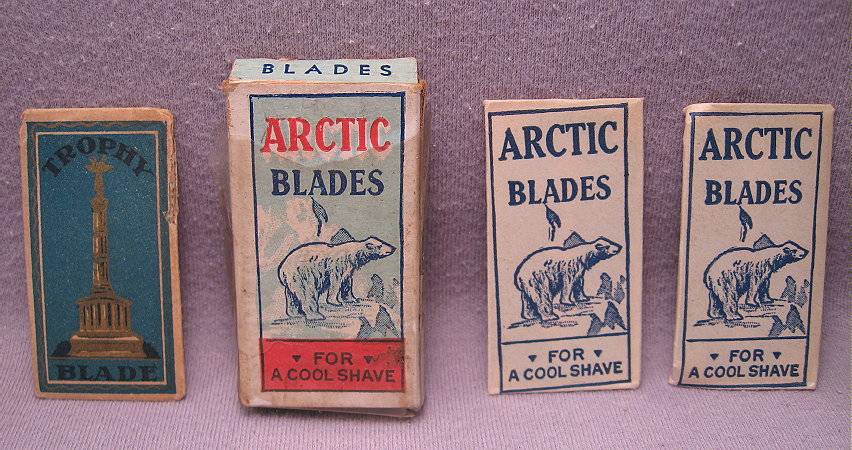 TROPHY
BLADE
BLADES
ARCTIC
BLADES
FOR
A COOL SHAVE
ARCTIC
BLADES
FOR
A COOL SHAVE
ARCTIC
BLADES
FOR
A COOL SHAVE